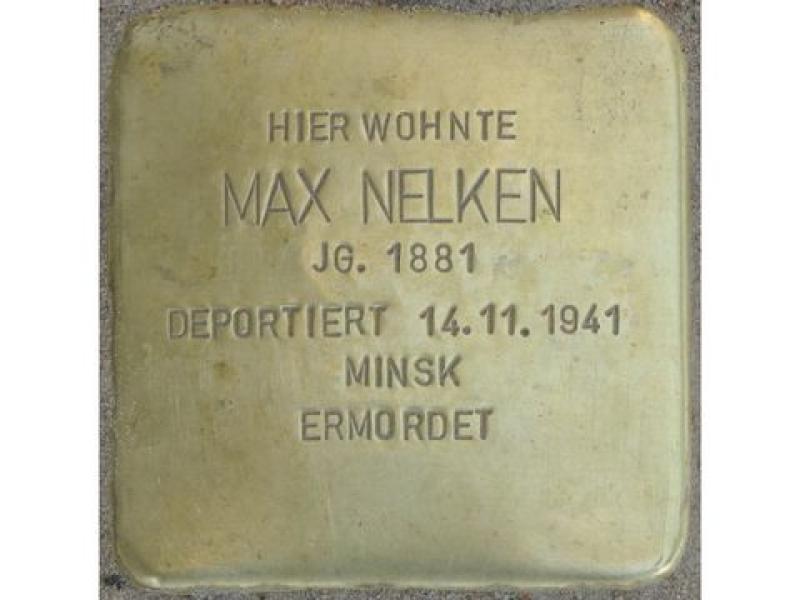 HIER WOHNTE
MAX NELKEN
JG. 1881
DEPORTIERT 14.11.1941
MINSK
ERMORDET